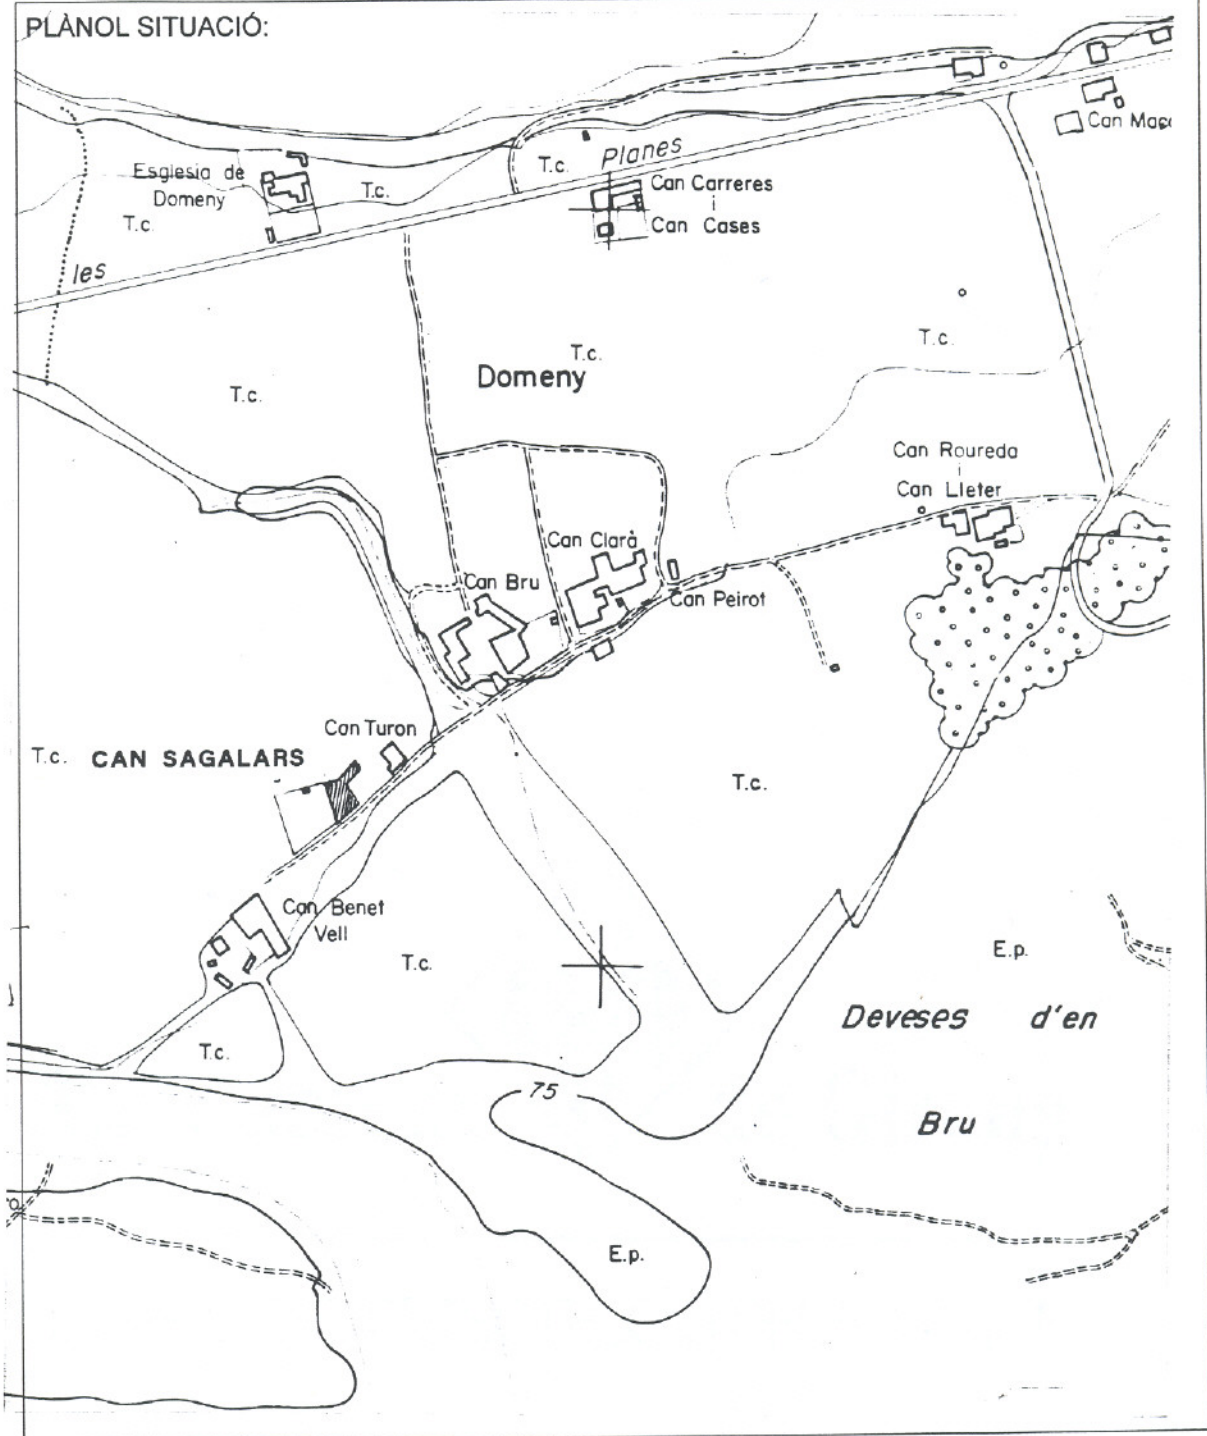 PLÀNOL SITUACIÓ:
Can Mas
Planes
T.c.
Esglesia de
Domeny
T.c.
Can Carreres
i
Can Cases
T.c.
les
T.c.
T.c.
Domeny
T.c.
Can Roureda
i
Can Lleter
Can Clarà
Can Bru
Can Peirot
Can Turon
T.c.
CAN SAGALARS
T.c.
Can Benet
Vell
T.c.
E.p.
Deveses d'en
Bru
T.c.
75
E.p.